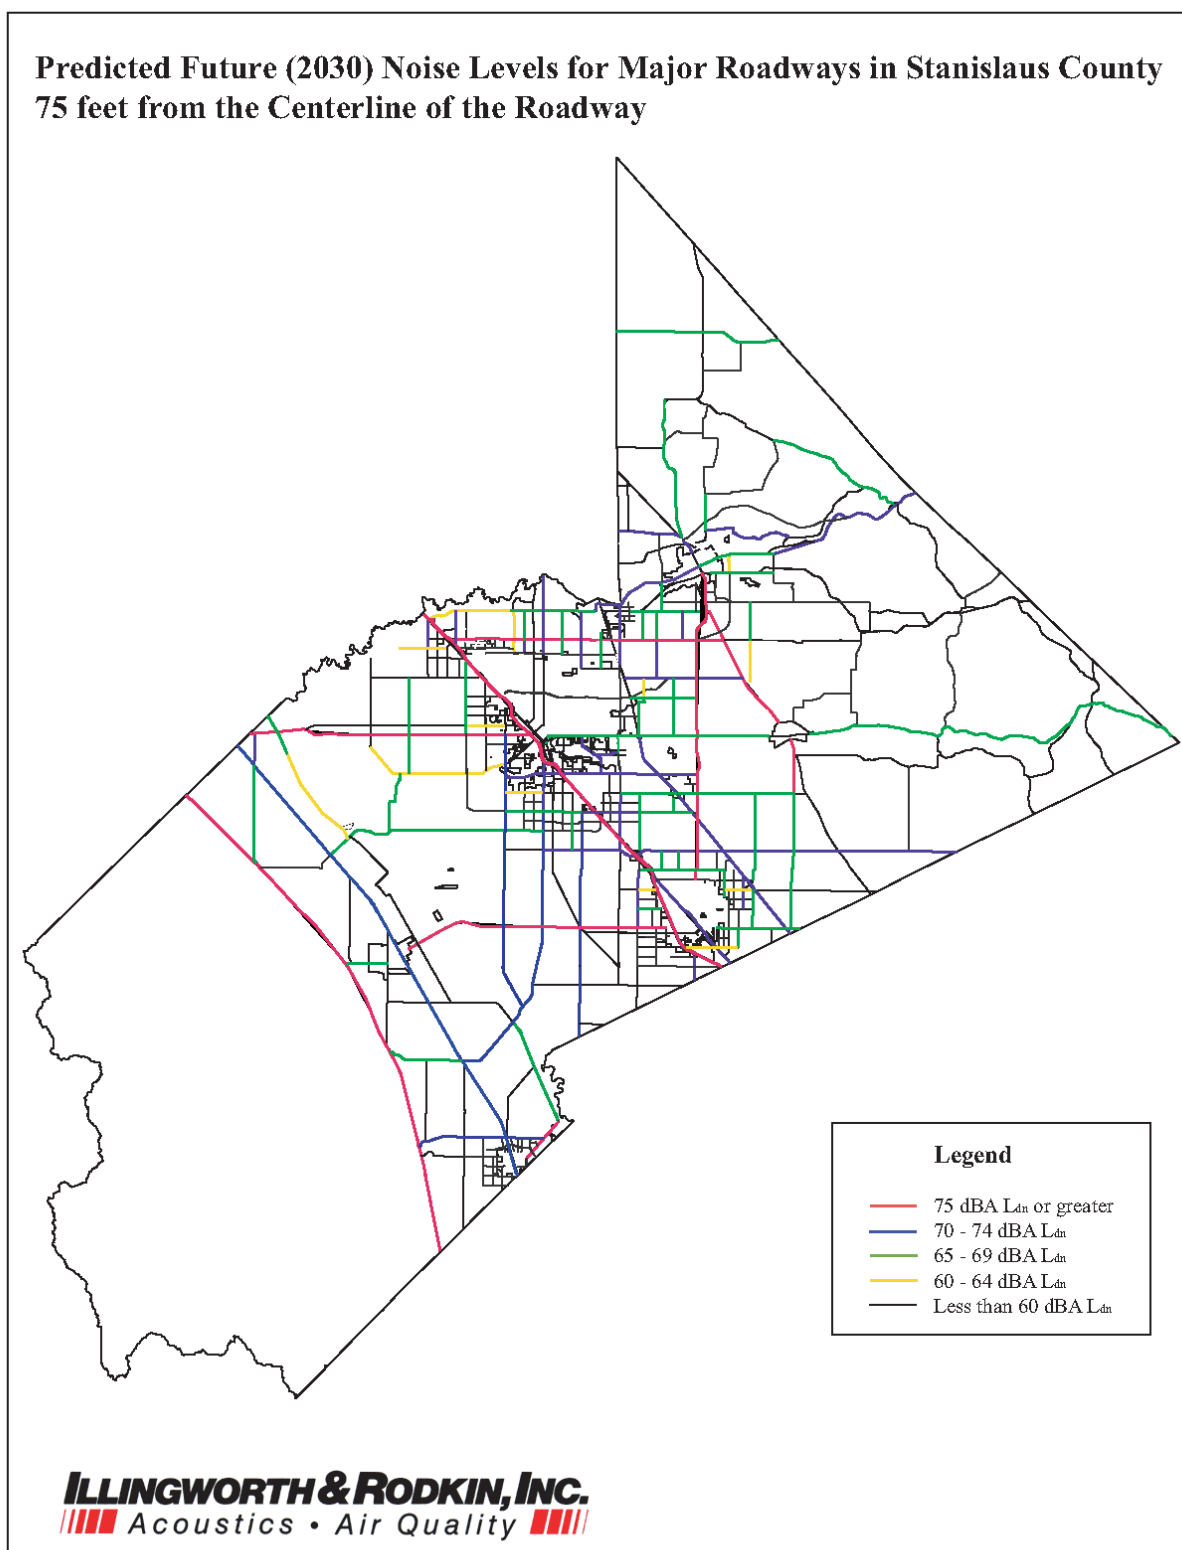 Predicted Future (2030) Noise Levels for Major Roadways in Stanislaus County
75 feet from the Centerline of the Roadway
Legend
75 dBA Ldn or greater
70 - 74 dBA Ldn
65 - 69 dBA Ldn
60 - 64 dBA Ldn
Less than 60 dBA Ldn
ILLINGWORTH & RODKIN, INC.
Acoustics • Air Quality